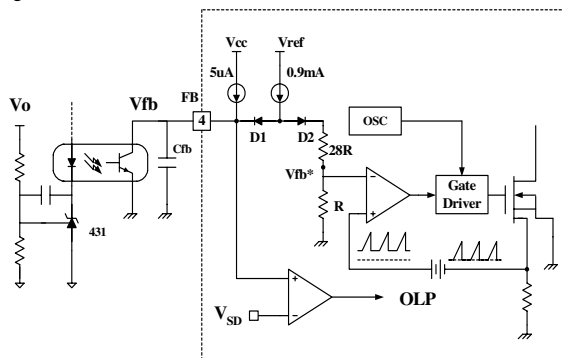 Vcc Vref
5uA 0.9mA
Vo Vfb FB 4
D1 D2
OSC
Cfb
28R
Vfb*
−
R
+
Gate
Driver
431
+
OLP
VSD
−